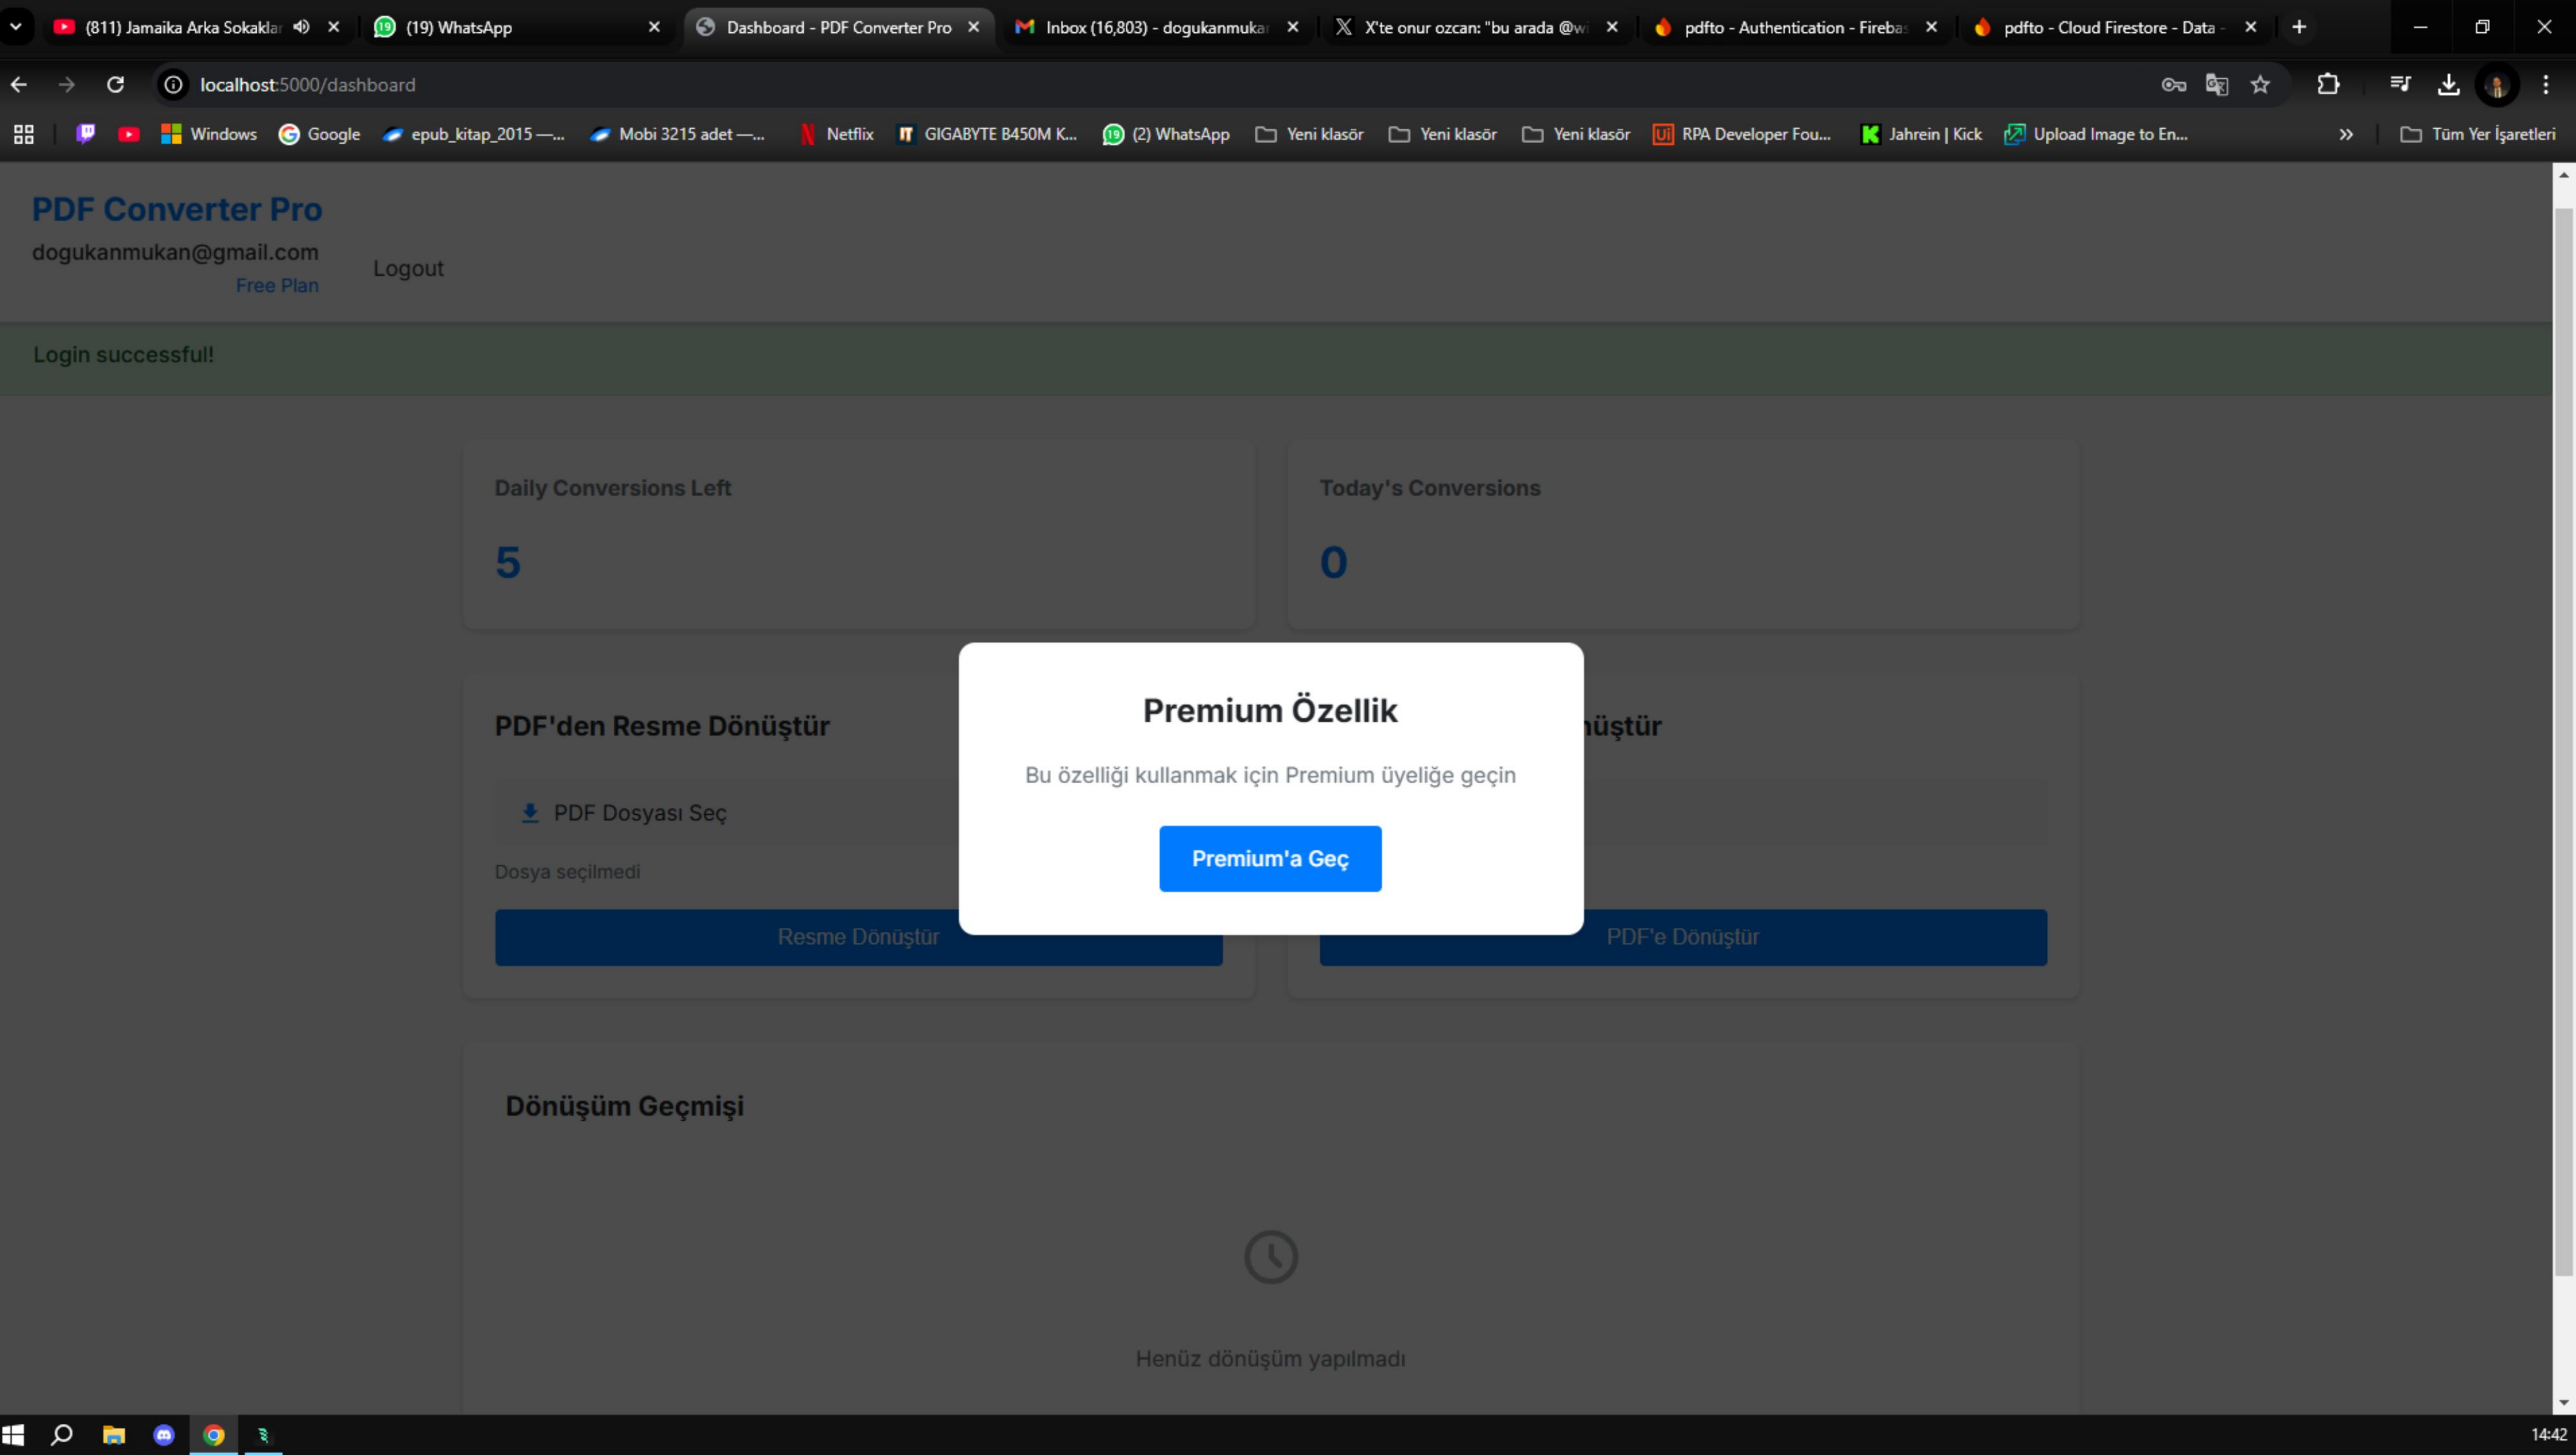 (811) Jamaika Arka Sokaklar
(19) WhatsApp
Dashboard - PDF Converter Pro
Inbox (16,803) - dogukanmukan
X'te onur ozcan: "bu arada @wi
pdfto - Authentication - Firebas
pdfto - Cloud Firestore - Data -
localhost:5000/dashboard
Windows
Google
epub_kitap_2015 —...
Mobi 3215 adet —...
Netflix
GIGABYTE B450M K...
(2) WhatsApp
Yeni klasör
Yeni klasör
Yeni klasör
RPA Developer Fou...
Jahrein | Kick
Upload Image to En...
Tüm Yer İşaretleri
PDF Converter Pro
dogukanmukan@gmail.com
Free Plan
Logout
Login successful!
Daily Conversions Left
5
Today's Conversions
0
PDF'den Resme Dönüştür
PDF Dosyası Seç
Dosya seçilmedi
Resme Dönüştür
nüştür
PDF'e Dönüştür
Premium Özellik
Bu özelliği kullanmak için Premium üyeliğe geçin
Premium'a Geç
Dönüşüm Geçmişi
Henüz dönüşüm yapılmadı
14:42